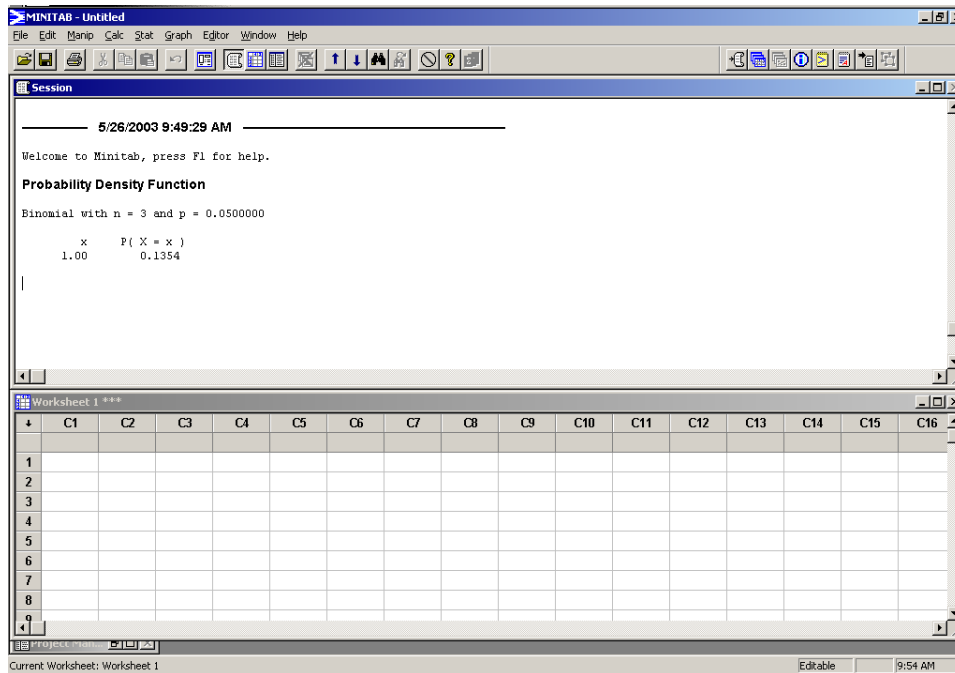 MINITAB - Untitled
File Edit Manip Calc Stat Graph Editor Window Help
Session
5/26/2003 9:49:29 AM
Welcome to Minitab, press F1 for help.
Probability Density Function
Binomial with n = 3 and p = 0.0500000
x P( X = x )
1.00 0.1354
Worksheet 1 ***
C1 C2 C3 C4 C5 C6 C7 C8 C9 C10 C11 C12 C13 C14 C15 C16
1
2
3
4
5
6
7
8
9
Project Man...
Current Worksheet: Worksheet 1 Editable 9:54 AM